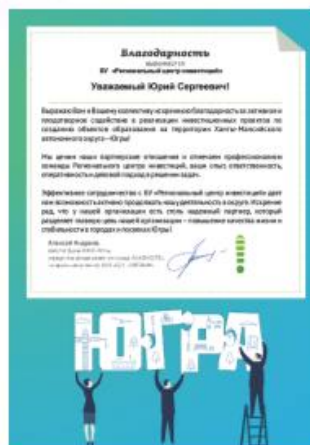 Благодарность
выражается
БУ «Региональный центр инвестиций»
Уважаемый Юрий Сергеевич!
Выражаю Вам и Вашему коллективу искреннюю благодарность за активное и
плодотворное содействие в реализации инвестиционных проектов по
созданию объектов образования на территории Ханты-Мансийского
автономного округа – Югры!
Мы ценим наши партнерские отношения и отмечаем профессионализм
команды Регионального центра инвестиций, ваши опыт, ответственность,
оперативность и деловой подход в решении задач.
Эффективное сотрудничество с БУ «Региональный центр инвестиций» дает
нам возможность активно продолжать нашу деятельность в округе. Искренне
рад, что у нашей организации есть столь надежный партнер, который
разделяет главную цель нашей организации – повышение качества жизни и
стабильности в городах и поселках Югры!
Алексей
ЮГРА